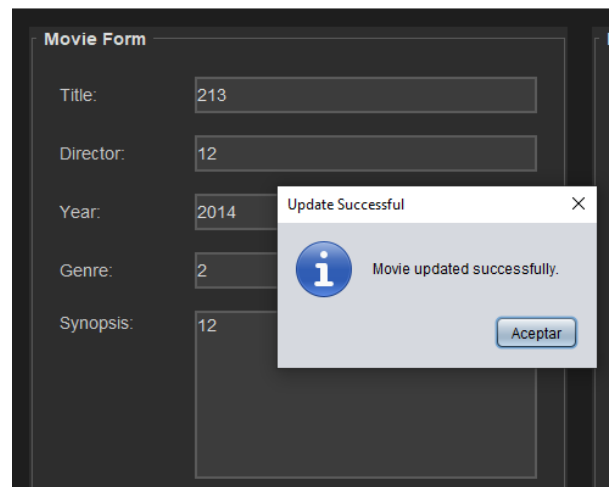 Movie Form
Title:
213
Director:
12
Year:
2014
Genre:
2
Synopsis:
12
Update Successful
Movie updated successfully.
Aceptar